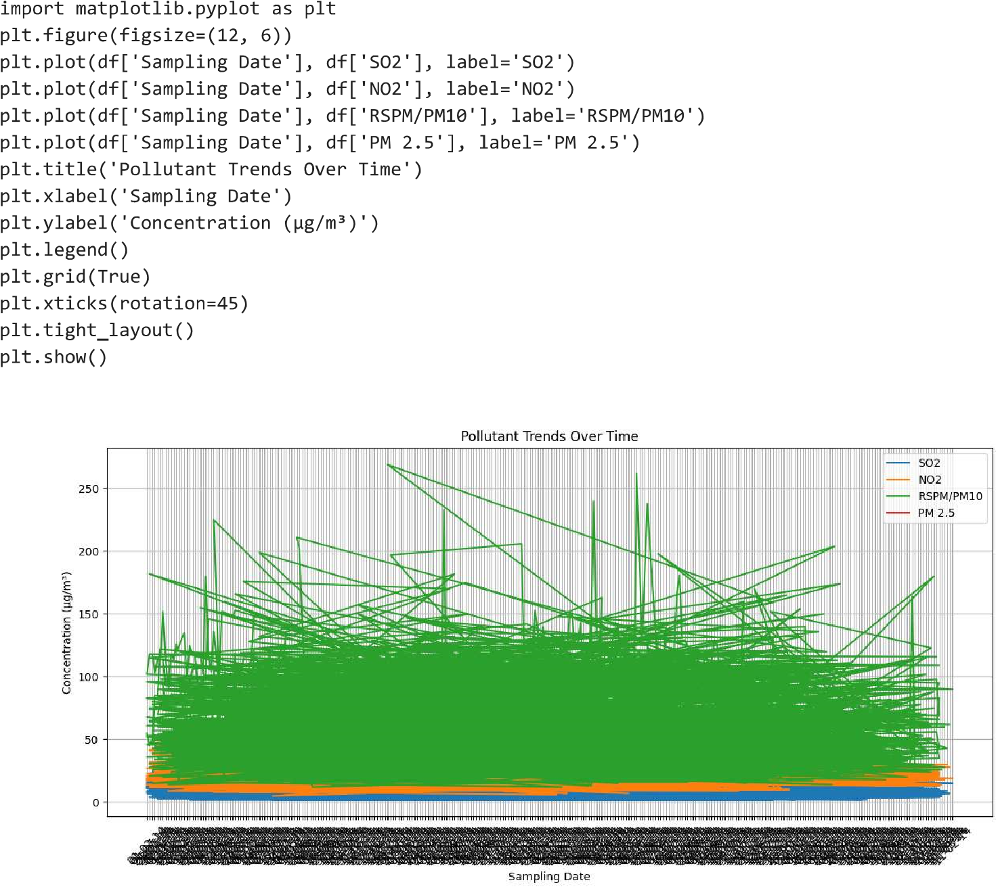 import matplotlib.pyplot as plt
plt.figure(figsize=(12, 6))
plt.plot(df['Sampling Date'], df['SO2'], label='SO2')
plt.plot(df['Sampling Date'], df['NO2'], label='NO2')
plt.plot(df['Sampling Date'], df['RSPM/PM10'], label='RSPM/PM10')
plt.plot(df['Sampling Date'], df['PM 2.5'], label='PM 2.5')
plt.title('Pollutant Trends Over Time')
plt.xlabel('Sampling Date')
plt.ylabel('Concentration (µg/m³)')
plt.legend()
plt.grid(True)
plt.xticks(rotation=45)
plt.tight_layout()
plt.show()
Pollutant Trends Over Time
SO2
NO2
RSPM/PM10
PM 2.5
250
200
150
100
50
0
Concentration (µg/m³)
Sampling Date